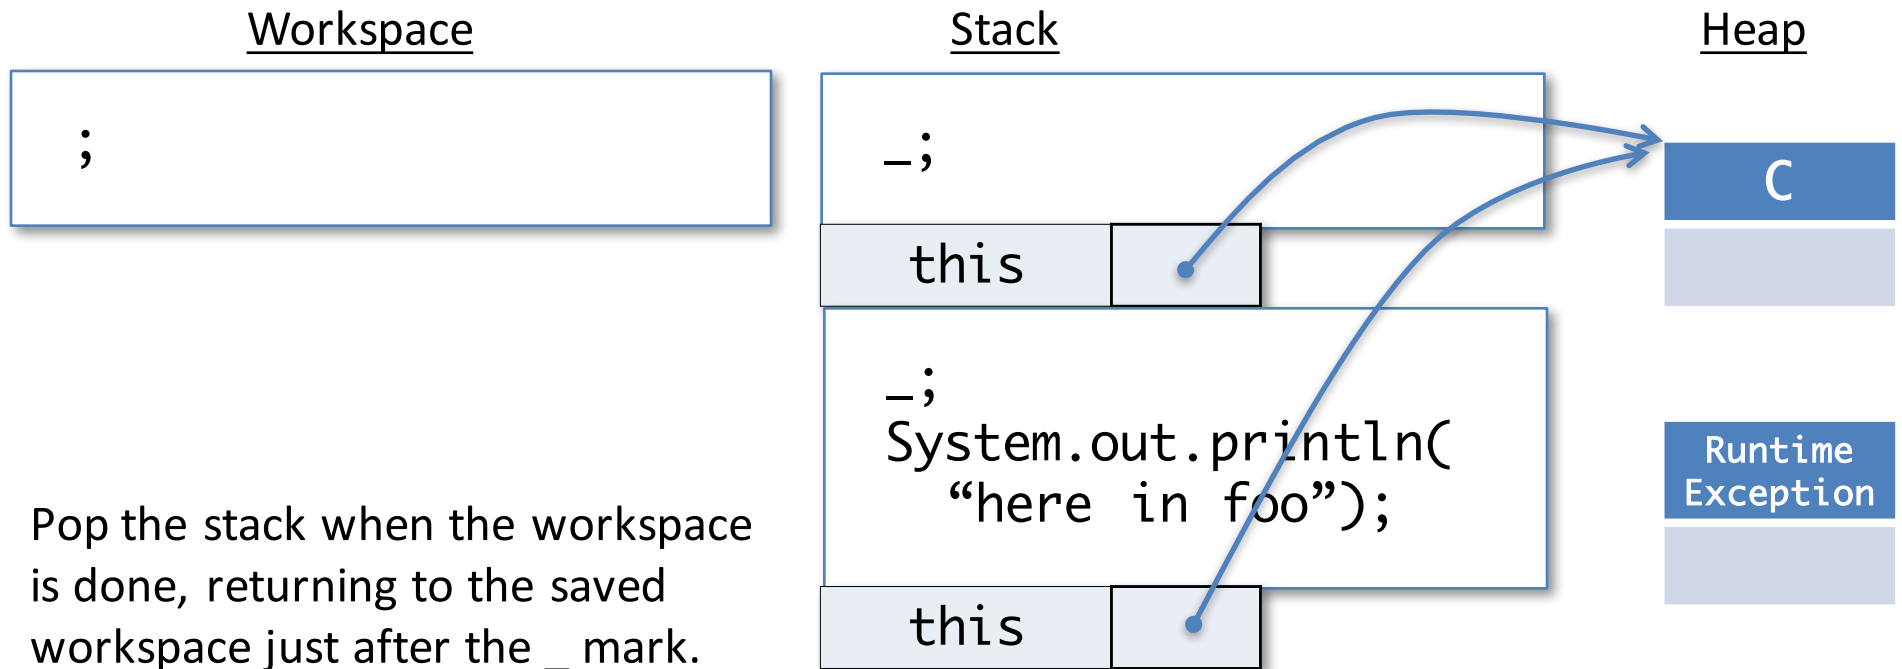 Workspace
Stack
Heap
;
_;
C
this
_;
System.out.println(
“here in foo”);
Runtime
Exception
Pop the stack when the workspace
is done, returning to the saved
workspace just after the _ mark.
this